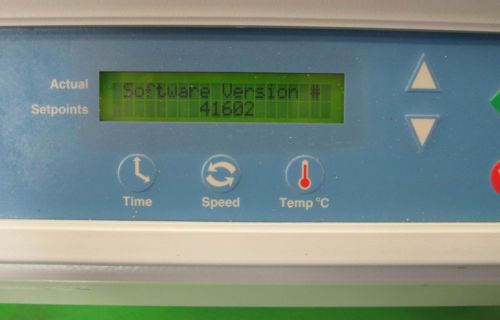 Actual
Setpoints
Software Version #
41602
Time
Speed
Temp °C